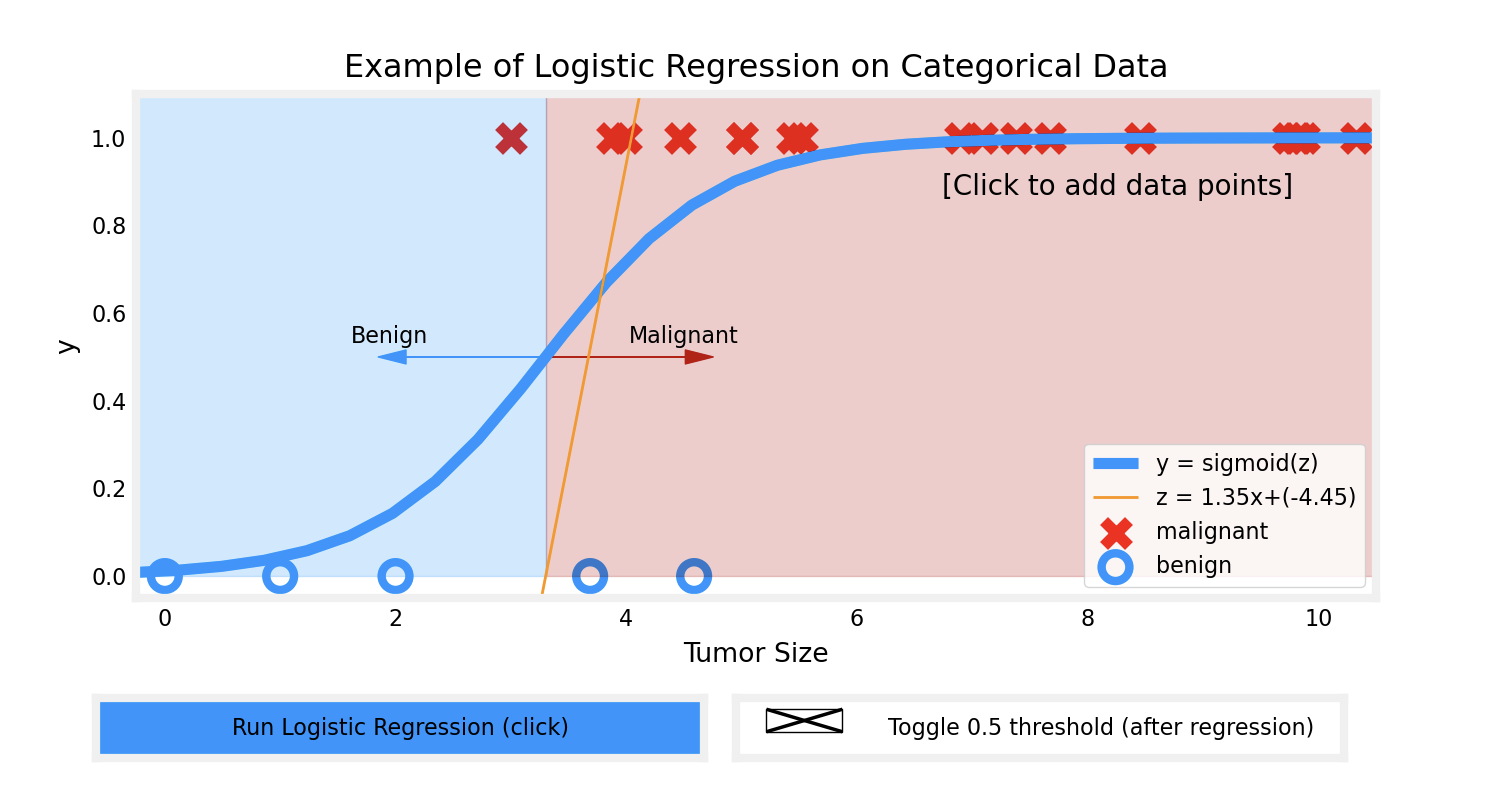 Example of Logistic Regression on Categorical Data
1.0
0.8
0.6
0.4
0.2
0.0
y
[Click to add data points]
Benign
Malignant
y = sigmoid(z)
z = 1.35x+(-4.45)
malignant
benign
0 2 4 6 8 10
Tumor Size
Run Logistic Regression (click)
Toggle 0.5 threshold (after regression)